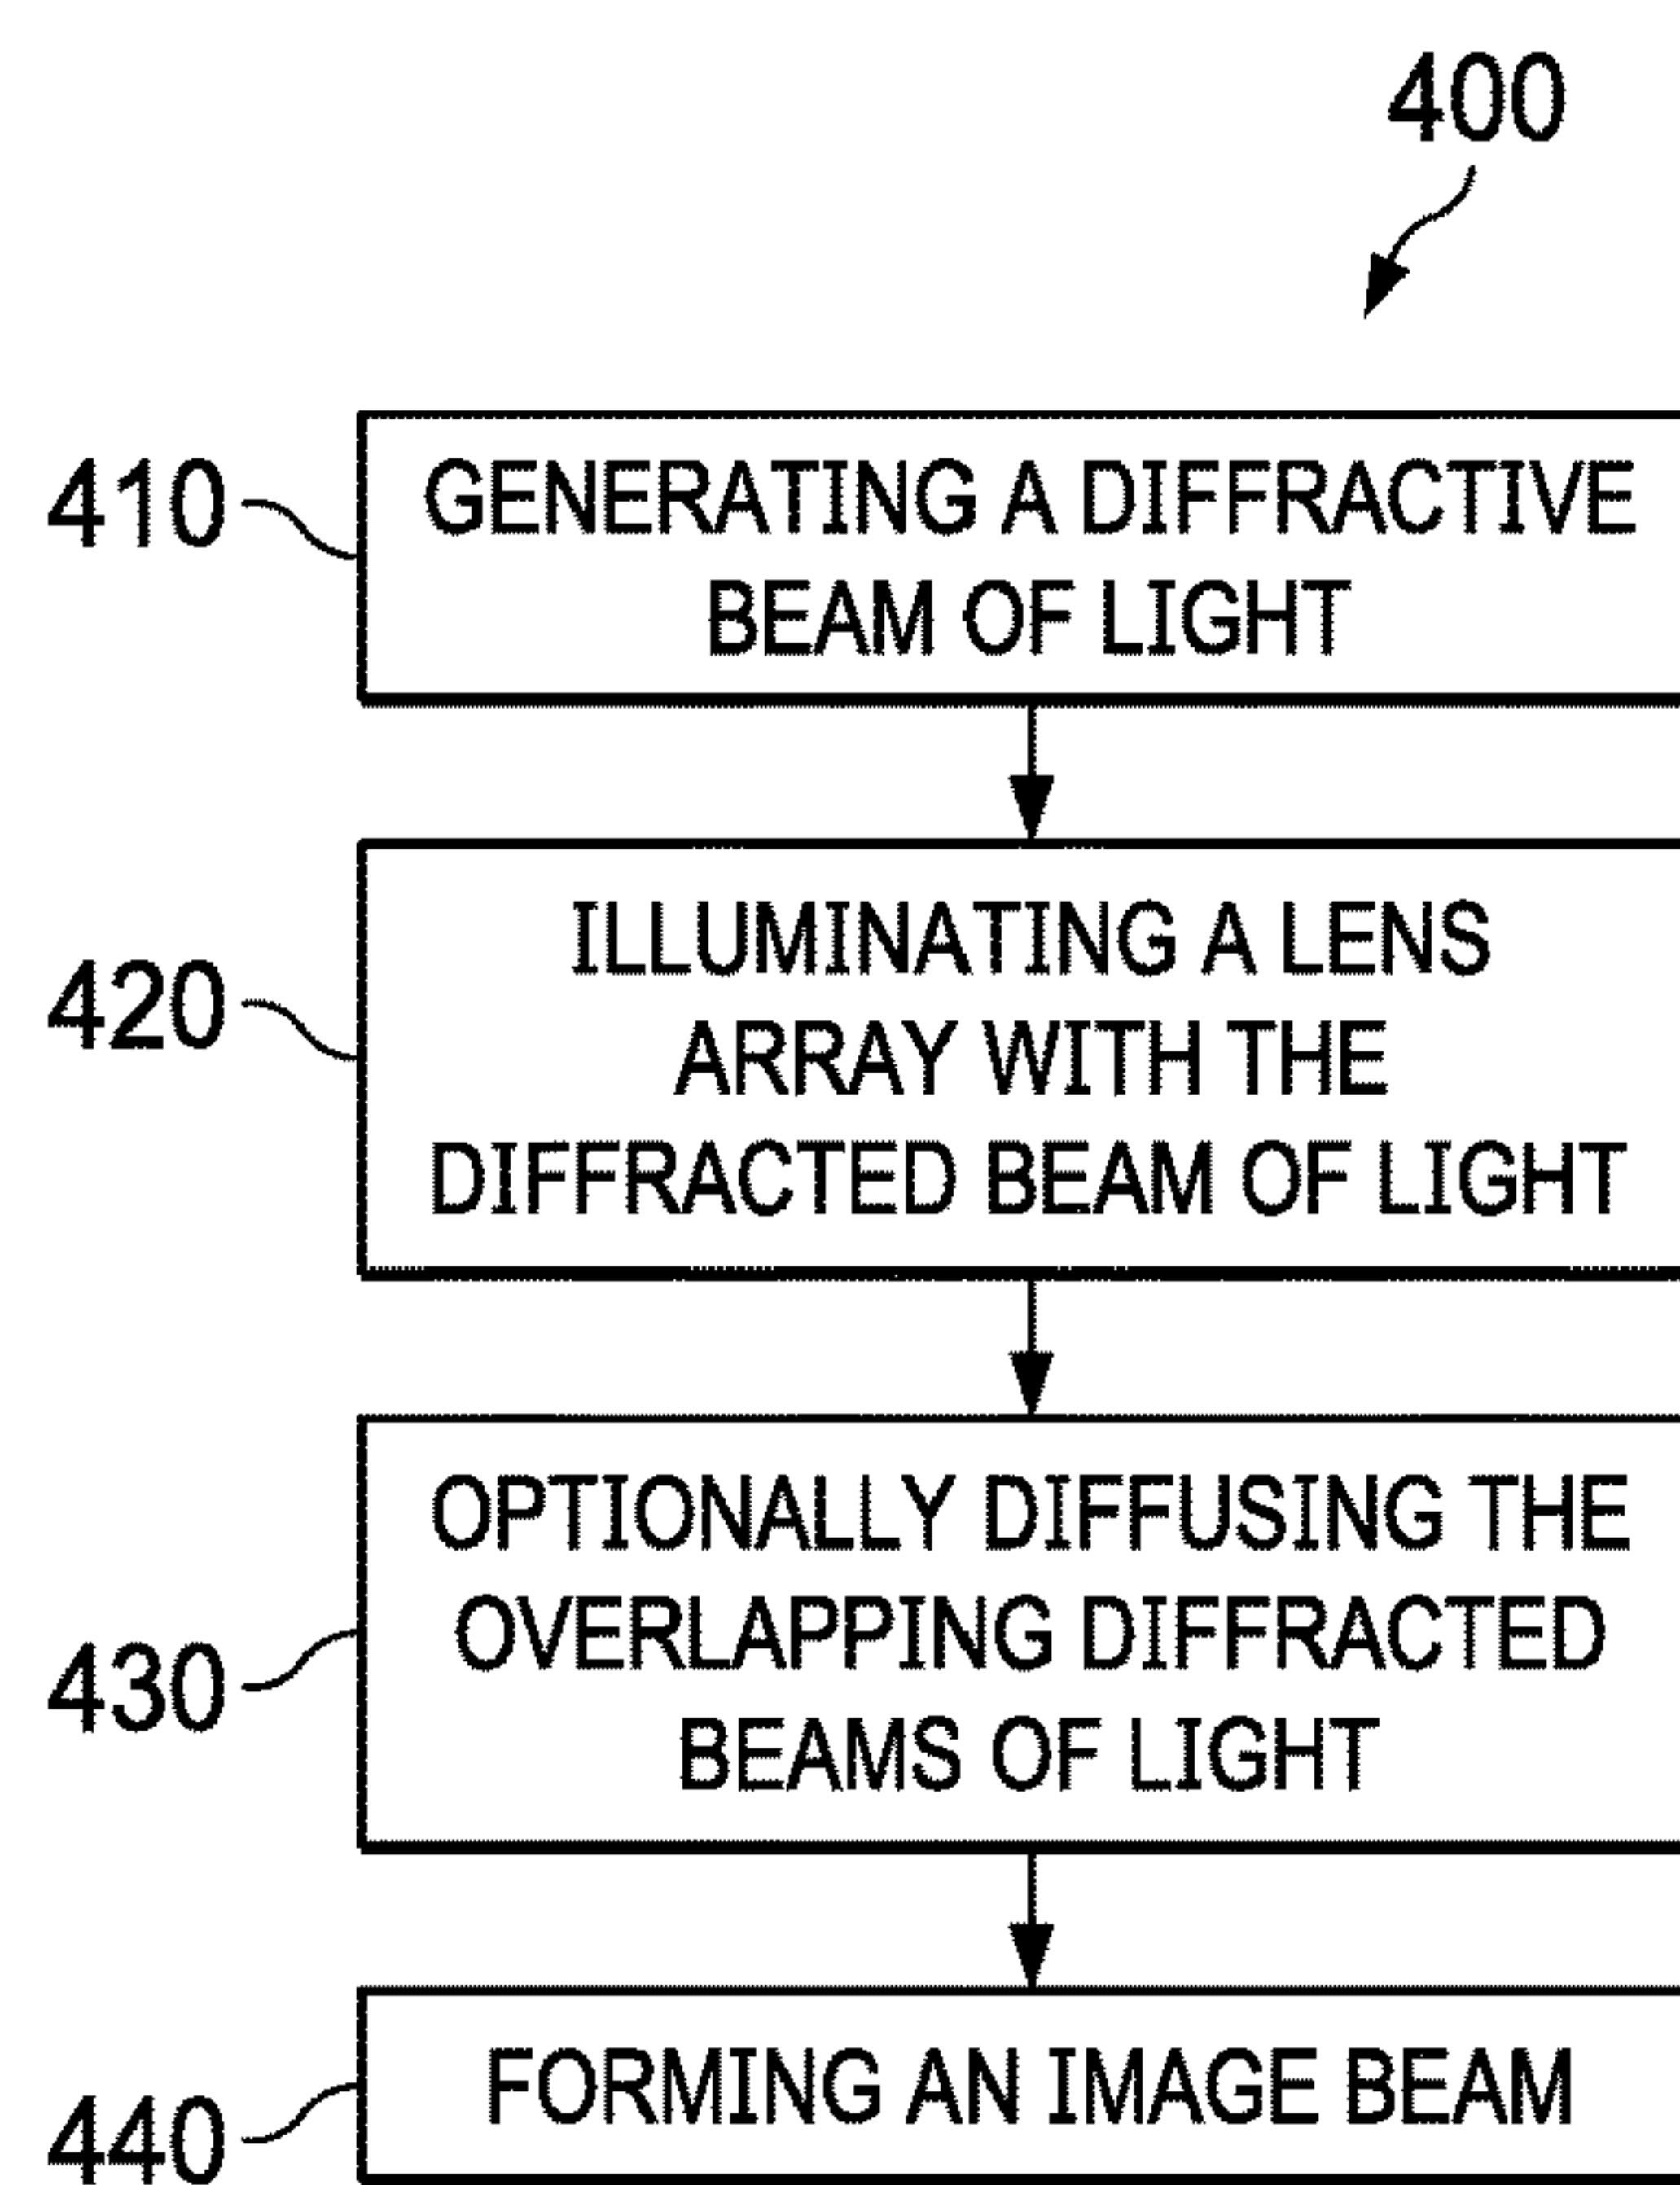 400
410
GENERATING A DIFFRACTIVE
BEAM OF LIGHT
420
ILLUMINATING A LENS
ARRAY WITH THE
DIFFRACTED BEAM OF LIGHT
430
OPTIONALLY DIFFUSING THE
OVERLAPPING DIFFRACTED
BEAMS OF LIGHT
440
FORMING AN IMAGE BEAM